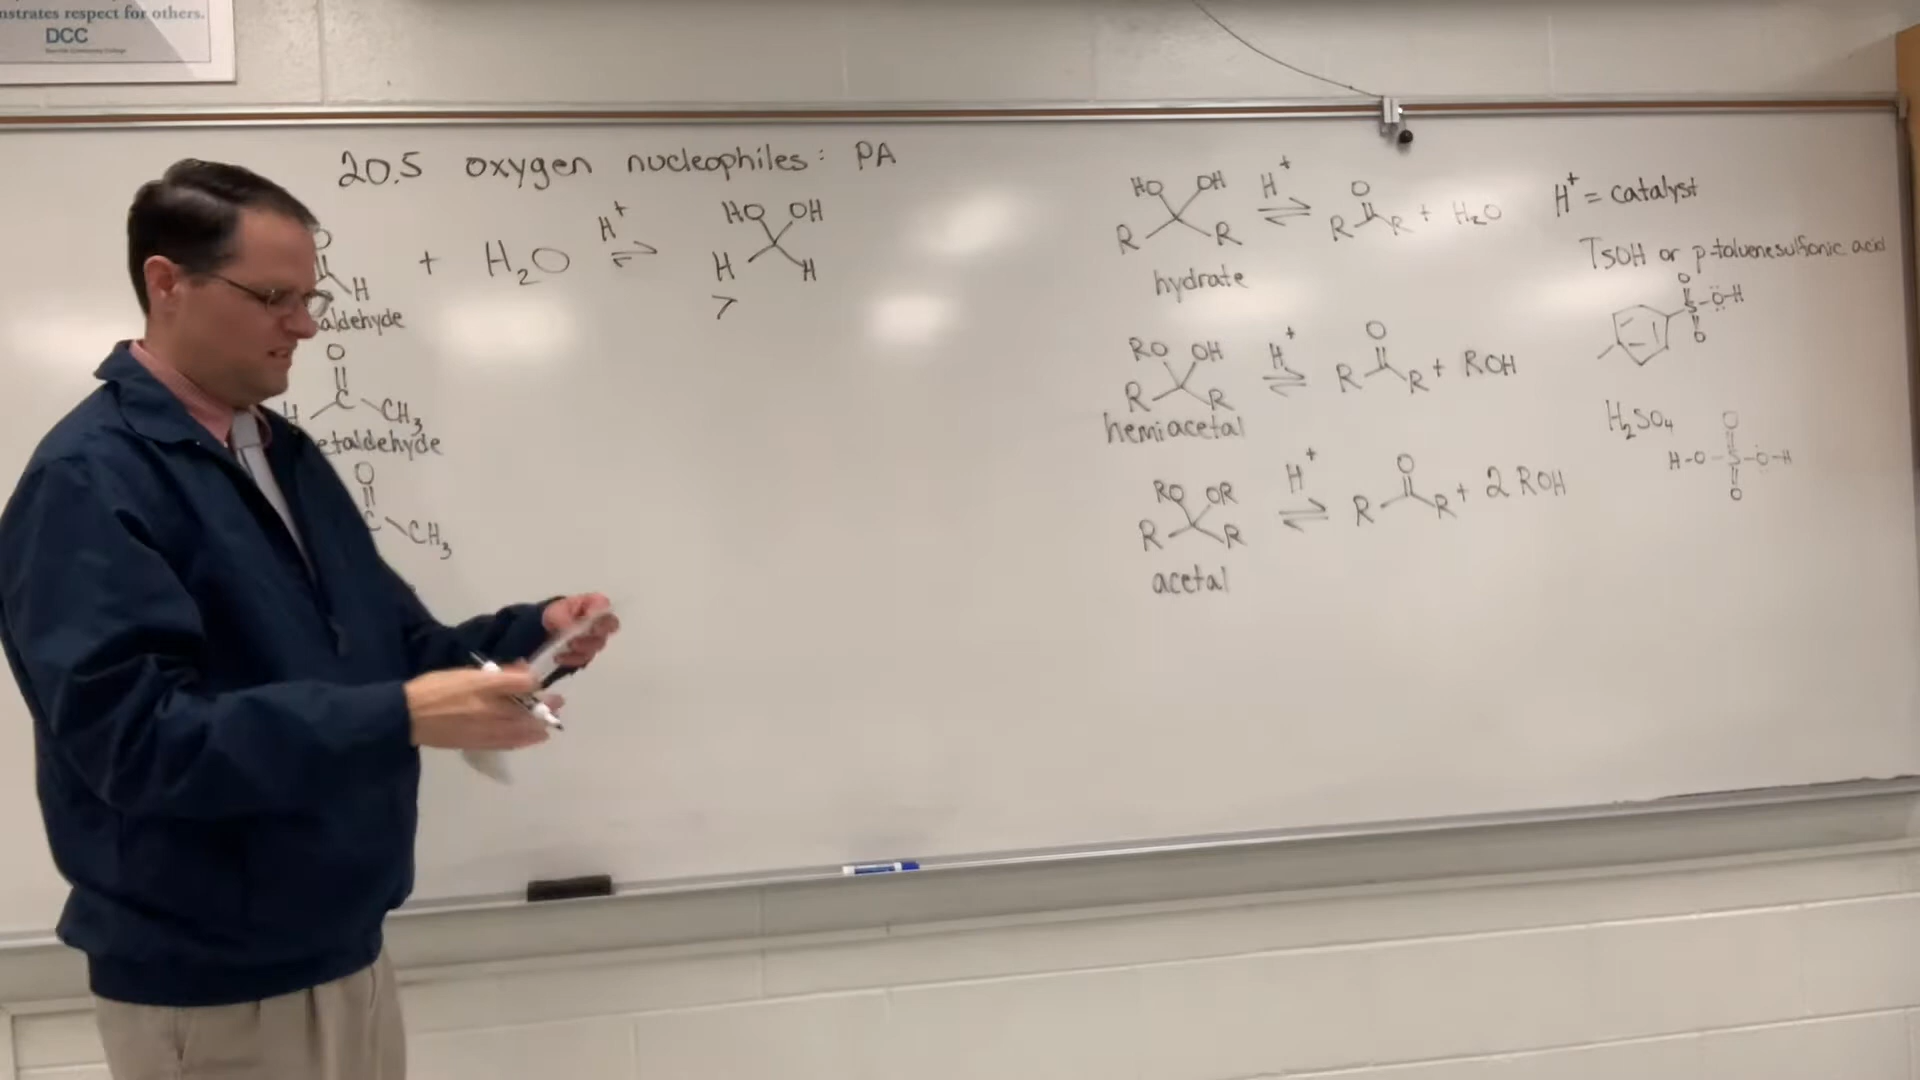 nstrates respect for others.
DCC
20.5 oxygen nucleophiles: PA
O
H
aldehyde
+ H₂O H⁺ ⇌ HO OH
H H
>
O
C
H CH₃
etaldehyde
O
C CH₃
HO OH H⁺ ⇌ O
R R R R + H₂O
hydrate
RO OH H⁺ ⇌ O
R R R R + ROH
hemiacetal
RO OR H⁺ ⇌ O
R R R R + 2 ROH
acetal
H⁺ = catalyst
TsOH or p-toluenesulfonic acid
O
S-O-H
O
H₂SO₄
O
H-O-S-O-H
O